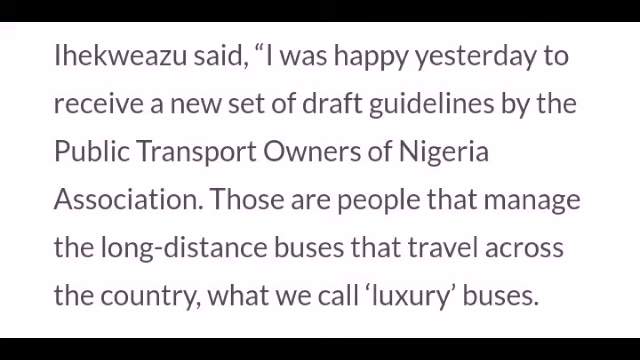 Ihekweazu said, “I was happy yesterday to
receive a new set of draft guidelines by the
Public Transport Owners of Nigeria
Association. Those are people that manage
the long-distance buses that travel across
the country, what we call ‘luxury’ buses.